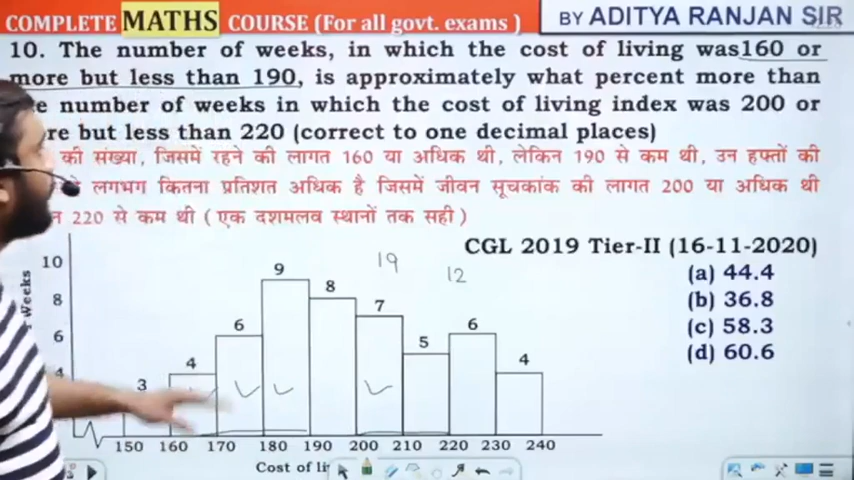 COMPLETE MATHS COURSE (For all govt. exams )
BY ADITYA RANJAN SIR
10. The number of weeks, in which the cost of living was160 or
more but less than 190, is approximately what percent more than
number of weeks in which the cost of living index was 200 or
but less than 220 (correct to one decimal places)
की संख्या, जिसमें रहने की लागत 160 या अधिक थी, लेकिन 190 से कम थी, उन हफ्तों की
लगभग कितना प्रतिशत अधिक है जिसमें जीवन सूचकांक की लागत 200 या अधिक थी
220 से कम थी ( एक दशमलव स्थानों तक सही )
CGL 2019 Tier-II (16-11-2020)
(a) 44.4
(b) 36.8
(c) 58.3
(d) 60.6
19
12
Weeks
10
8
6
4
3
4
6
9
8
7
5
6
4
150 160 170 180 190 200 210 220 230 240
Cost of